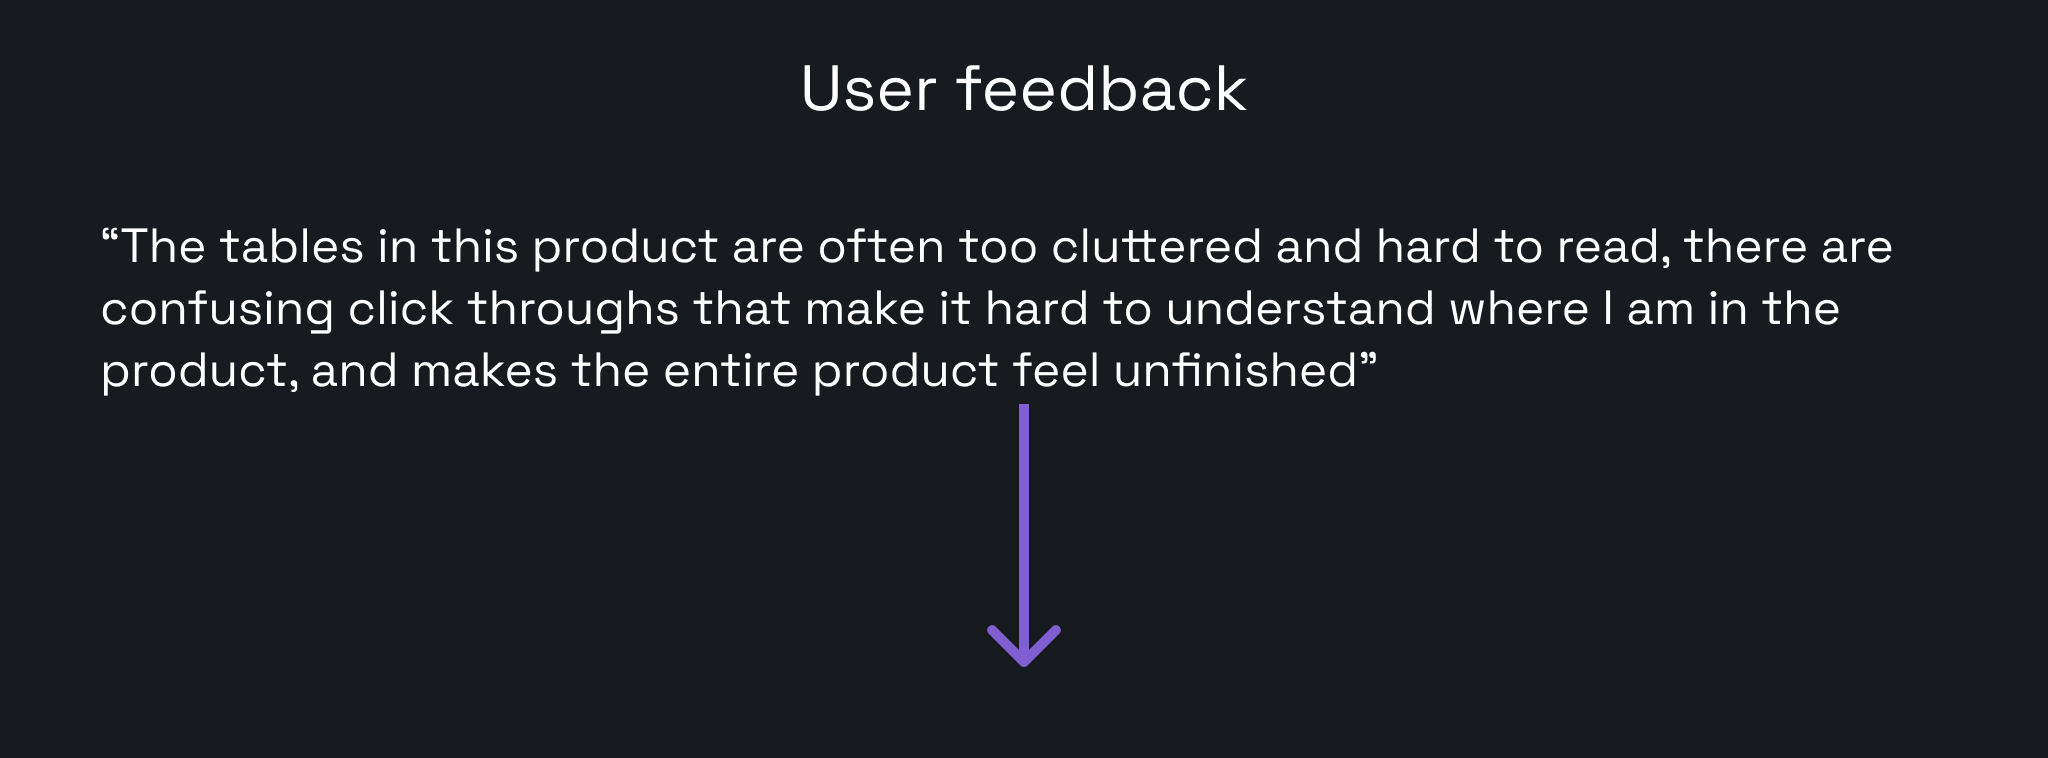 User feedback
“The tables in this product are often too cluttered and hard to read, there are
confusing click throughs that make it hard to understand where I am in the
product, and makes the entire product feel unfinished”